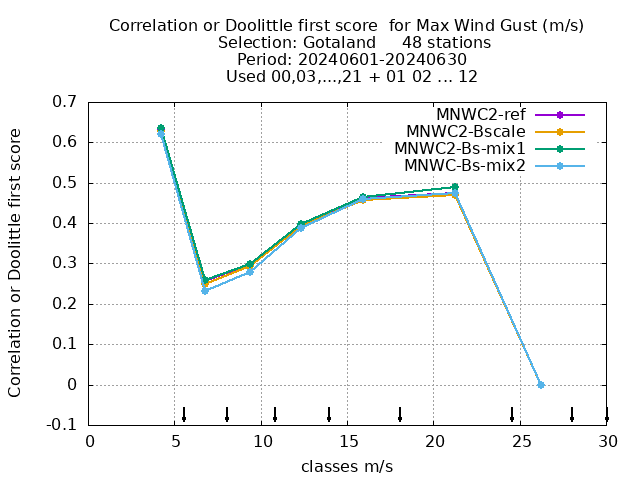 Correlation or Doolittle first score  for Max Wind Gust (m/s)
Selection: Gotaland     48 stations
Period: 20240601-20240630
Used 00,03,...,21 + 01 02 ... 12
Correlation or Doolittle first score
0.7
0.6
0.5
0.4
0.3
0.2
0.1
0
-0.1
MNWC2-ref
MNWC2-Bscale
MNWC2-Bs-mix1
MNWC-Bs-mix2
0 5 10 15 20 25 30
classes m/s